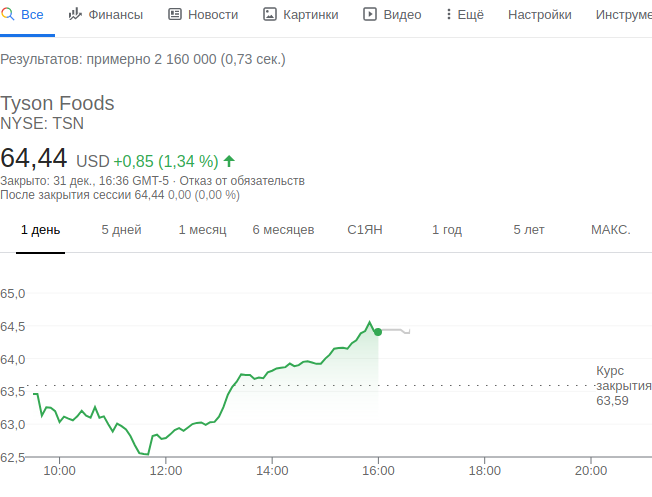 Все Финансы Новости Картинки Видео Ещё Настройки Инструме
Результатов: примерно 2 160 000 (0,73 сек.)
Tyson Foods
NYSE: TSN
64,44 USD +0,85 (1,34 %)
Закрыто: 31 дек., 16:36 GMT-5 · Отказ от обязательств
После закрытия сессии 64,44 0,00 (0,00 %)
1 день 5 дней 1 месяц 6 месяцев С1ЯН 1 год 5 лет МАКС.
65,0
64,5
64,0
Курс
закрытия
63,59
63,5
63,0
62,5
10:00 12:00 14:00 16:00 18:00 20:00